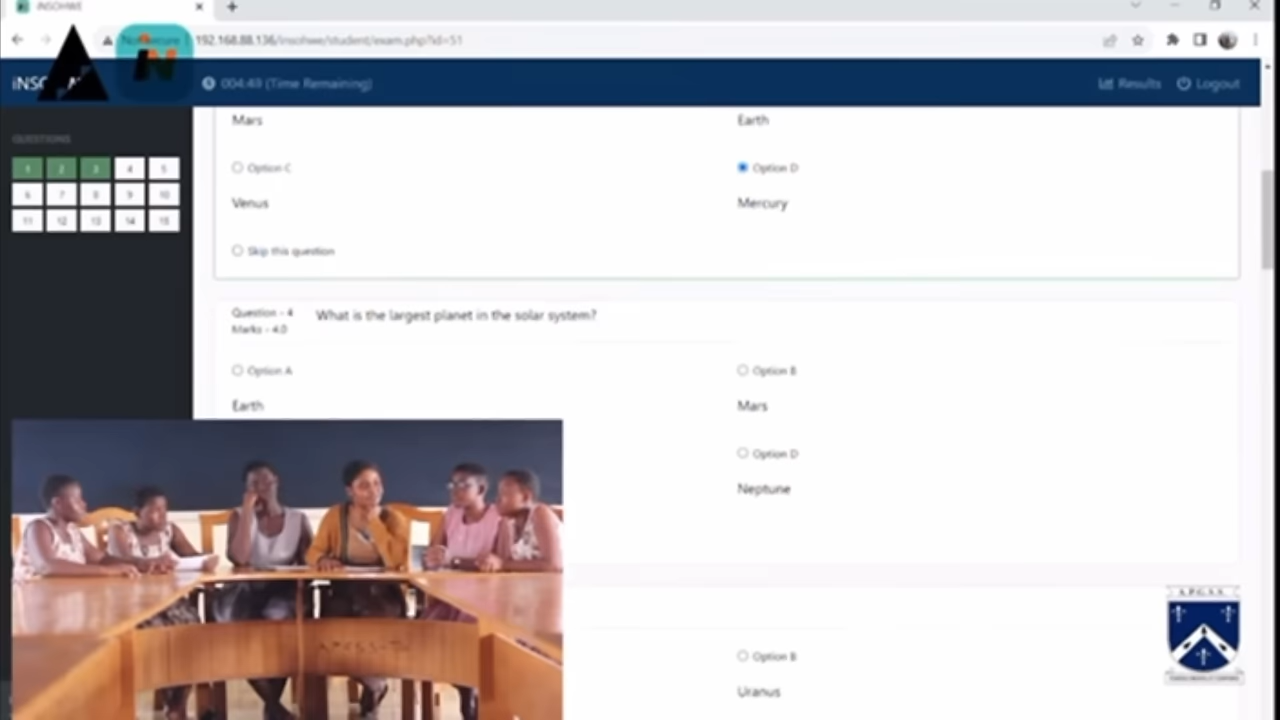 iNSOHWE
192.168.88.136/insohwe/student/exam.php?id=51
004:49 (Time Remaining)
Results
Logout
QUESTIONS
1 2 3 4 5
6 7 8 9 10
11 12 13 14 15
Mars
Earth
Option C
Option D
Venus
Mercury
Skip this question
Question - 4
Marks - 4.0
What is the largest planet in the solar system?
Option A
Option B
Earth
Mars
Option D
Neptune
Option B
Uranus
A.P.G.S.S.